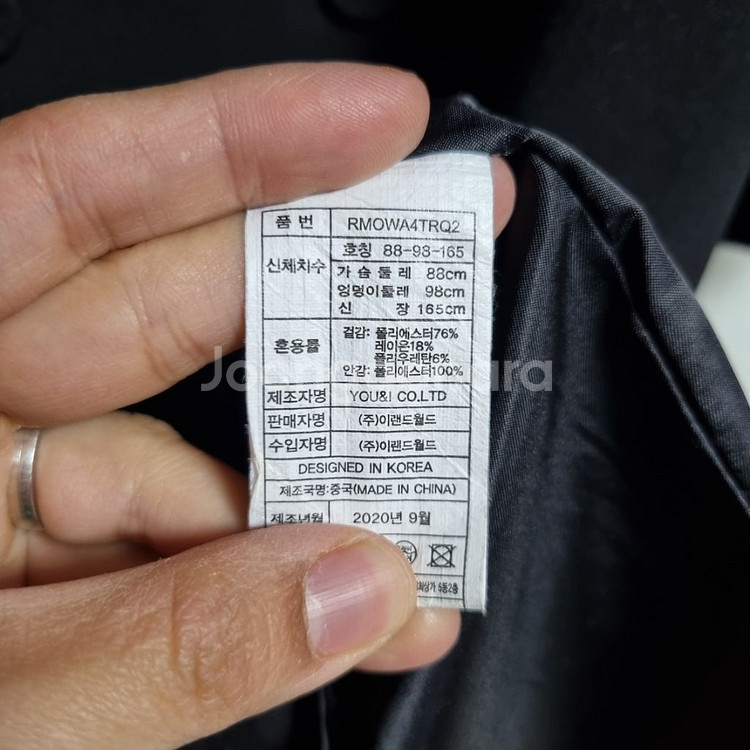 품 번 RMOWA4TRQ2
신체치수 호칭 88-98-165
가 슴 둘 레 88cm
엉덩이둘레 98cm
신 장 165cm
혼용률 겉감: 폴리에스터76%
레이온18%
폴리우레탄6%
안감: 폴리에스터100%
제조자명 YOU&I CO.LTD
판매자명 (주)이랜드월드
수입자명 (주)이랜드월드
DESIGNED IN KOREA
제조국명:중국(MADE IN CHINA)
제조년월 2020년 9월